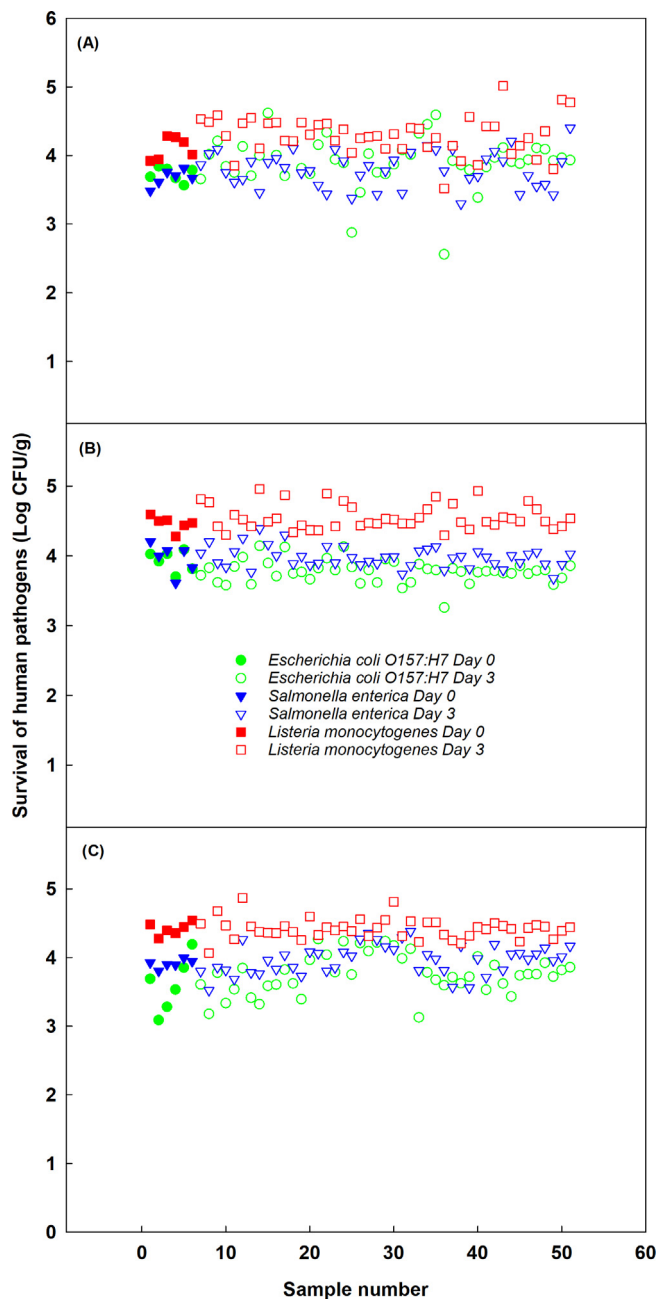 6
(A)
5
4
3
2
1
(B)
5
4
3
2
1
Survival of human pathogens (Log CFU/g)
Escherichia coli O157:H7 Day 0
Escherichia coli O157:H7 Day 3
Salmonella enterica Day 0
Salmonella enterica Day 3
Listeria monocytogenes Day 0
Listeria monocytogenes Day 3
(C)
5
4
3
2
1
0
0 10 20 30 40 50 60
Sample number